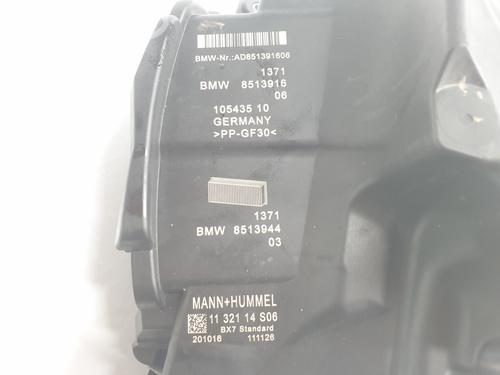 BMW-Nr.:AD851391606
1371
BMW 8513916
06
105435 10
GERMANY
>PP-GF30<
1371
BMW 8513944
03
MANN+HUMMEL
11 321 14 S06
BX7 Standard
201016 111126